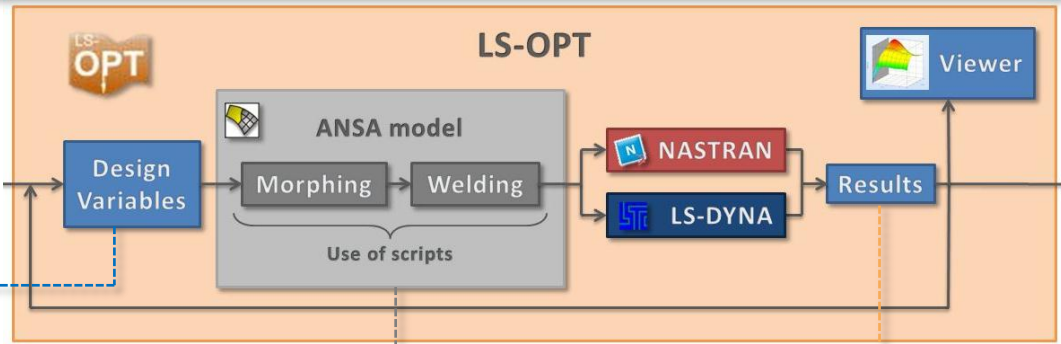 LS-OPT
LS-
OPT
Viewer
ANSA model
Design
Variables
Morphing
Welding
N
NASTRAN
LS-DYNA
Results
Use of scripts